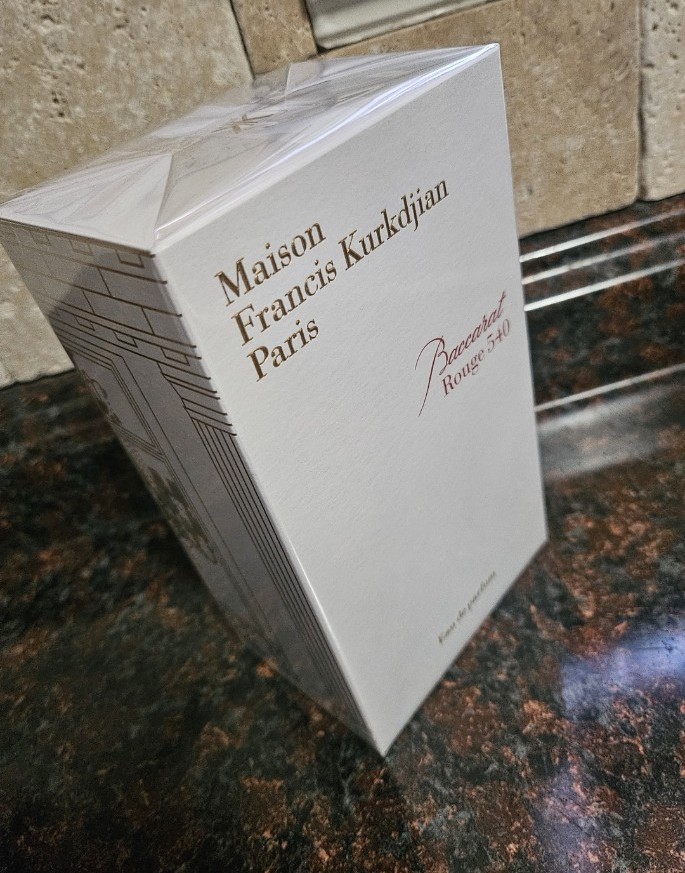 Maison
Francis Kurkdjian
Paris
Baccarat
Rouge 540
Eau de parfum